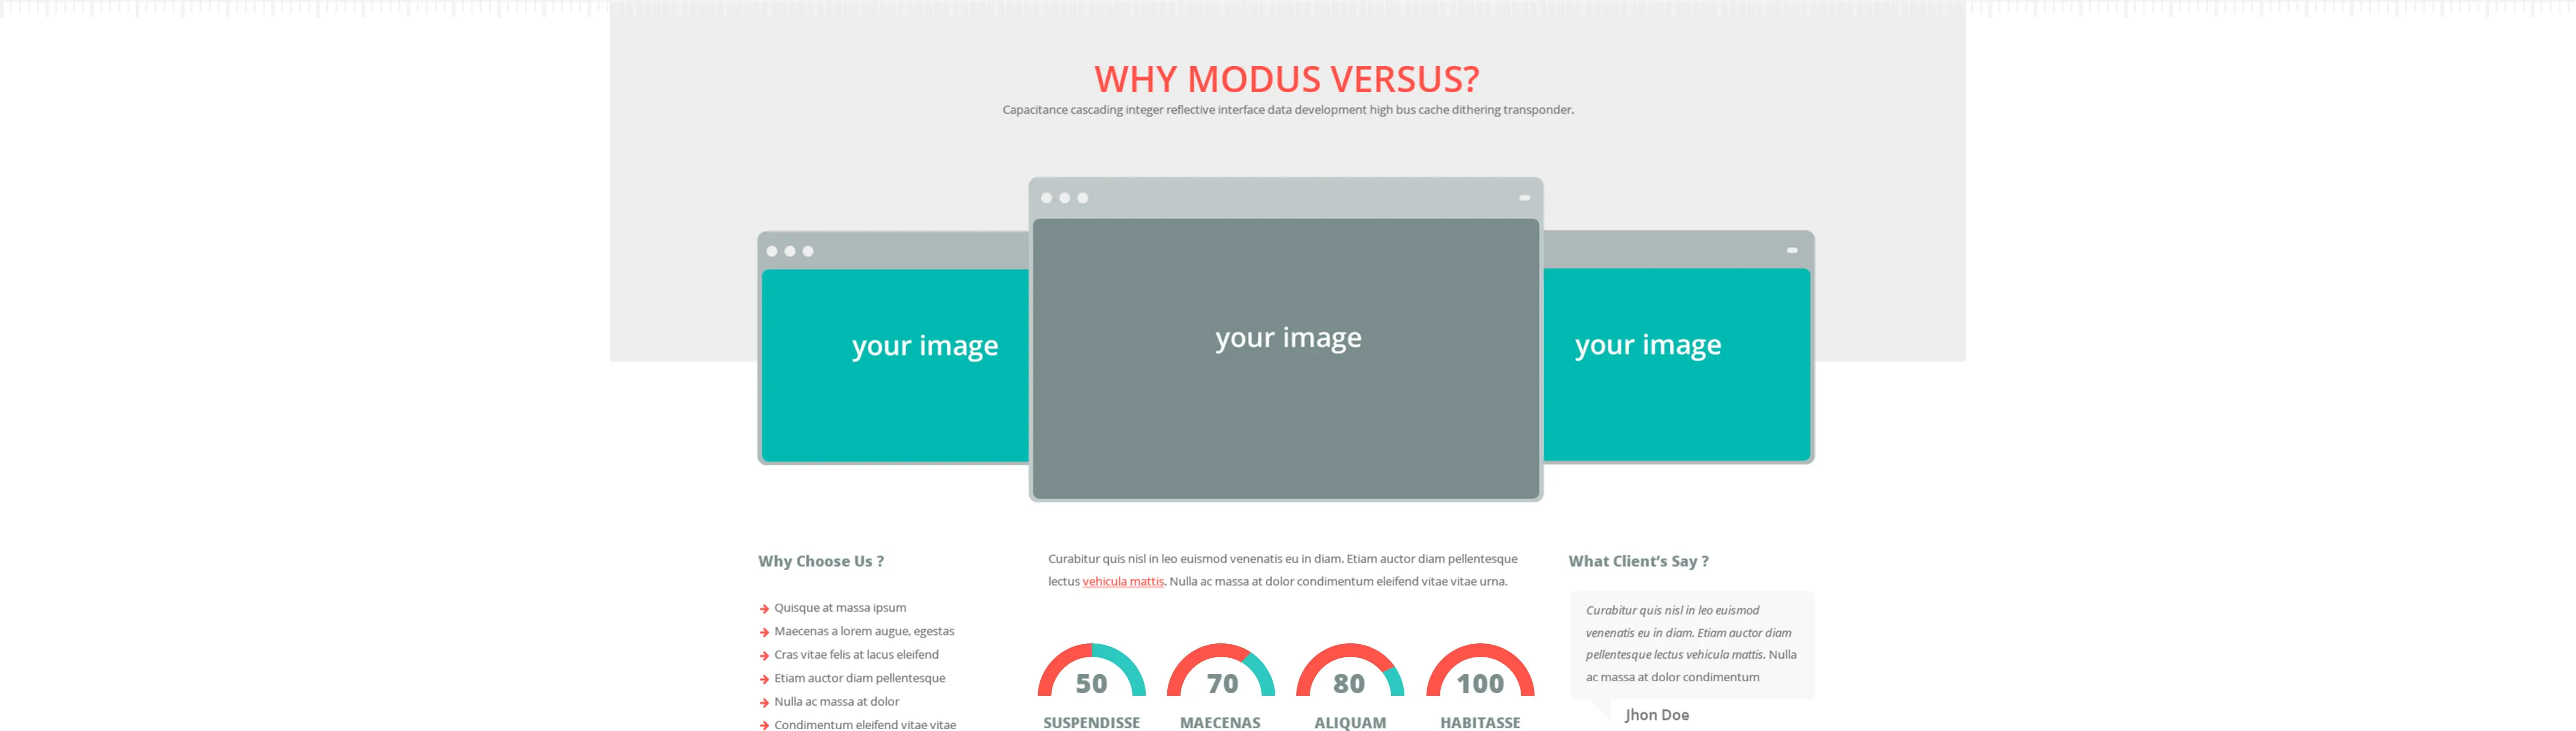 WHY MODUS VERSUS?
Capacitance cascading integer reflective interface data development high bus cache dithering transponder.
your image
your image
your image
Why Choose Us ?
Quisque at massa ipsum
Maecenas a lorem augue, egestas
Cras vitae felis at lacus eleifend
Etiam auctor diam pellentesque
Nulla ac massa at dolor
Condimentum eleifend vitae vitae
Curabitur quis nisl in leo euismod venenatis eu in diam. Etiam auctor diam pellentesque
lectus vehicula mattis. Nulla ac massa at dolor condimentum eleifend vitae vitae urna.
50
70
80
100
SUSPENDISSE
MAECENAS
ALIQUAM
HABITASSE
What Client's Say ?
Curabitur quis nisl in leo euismod
venenatis eu in diam. Etiam auctor diam
pellentesque lectus vehicula mattis. Nulla
ac massa at dolor condimentum
Jhon Doe